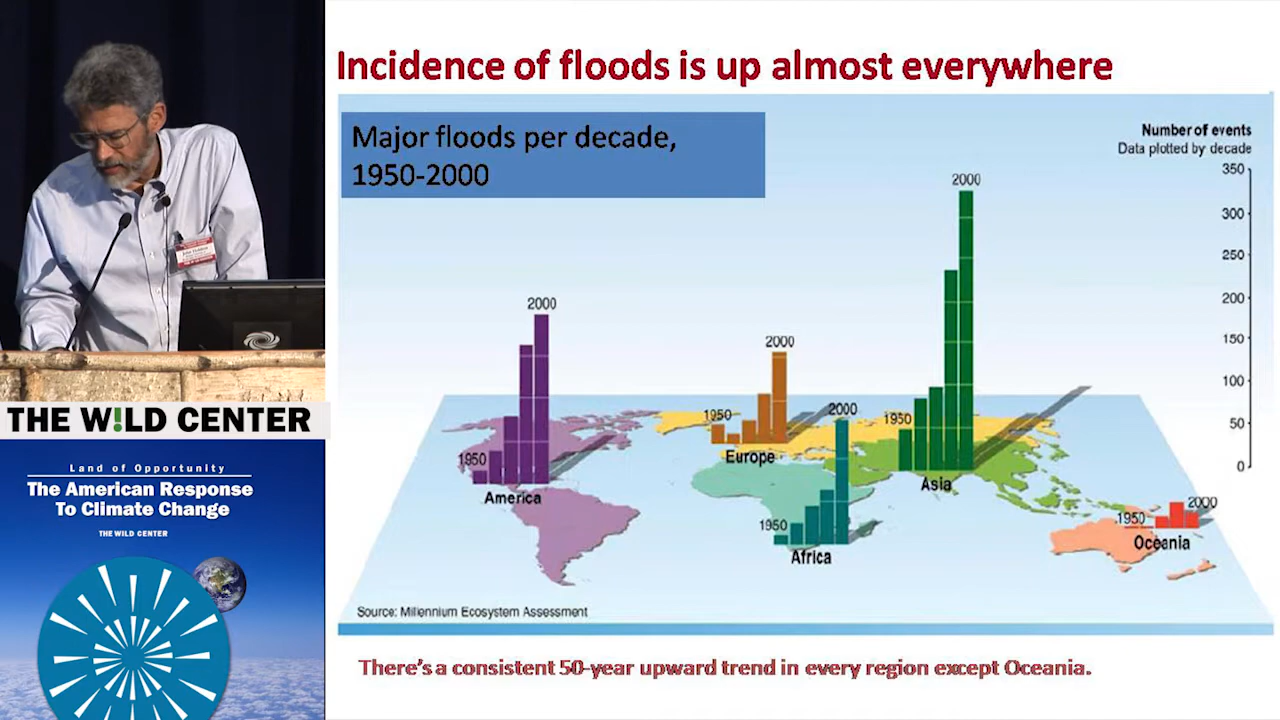 Incidence of floods is up almost everywhere
Major floods per decade,
1950-2000
Number of events
Data plotted by decade
350
300
250
200
150
100
50
0
2000
1950
America
2000
1950
Europe
2000
1950
Africa
2000
1950
Asia
1950
2000
Oceania
Source: Millennium Ecosystem Assessment
There's a consistent 50-year upward trend in every region except Oceania.
THE W!LD CENTER
Land of Opportunity
The American Response
To Climate Change
THE WILD CENTER